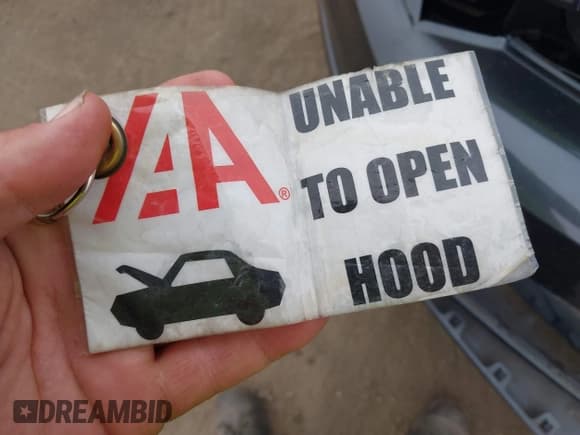 IAA®
UNABLE
TO OPEN
HOOD
DREAMBID